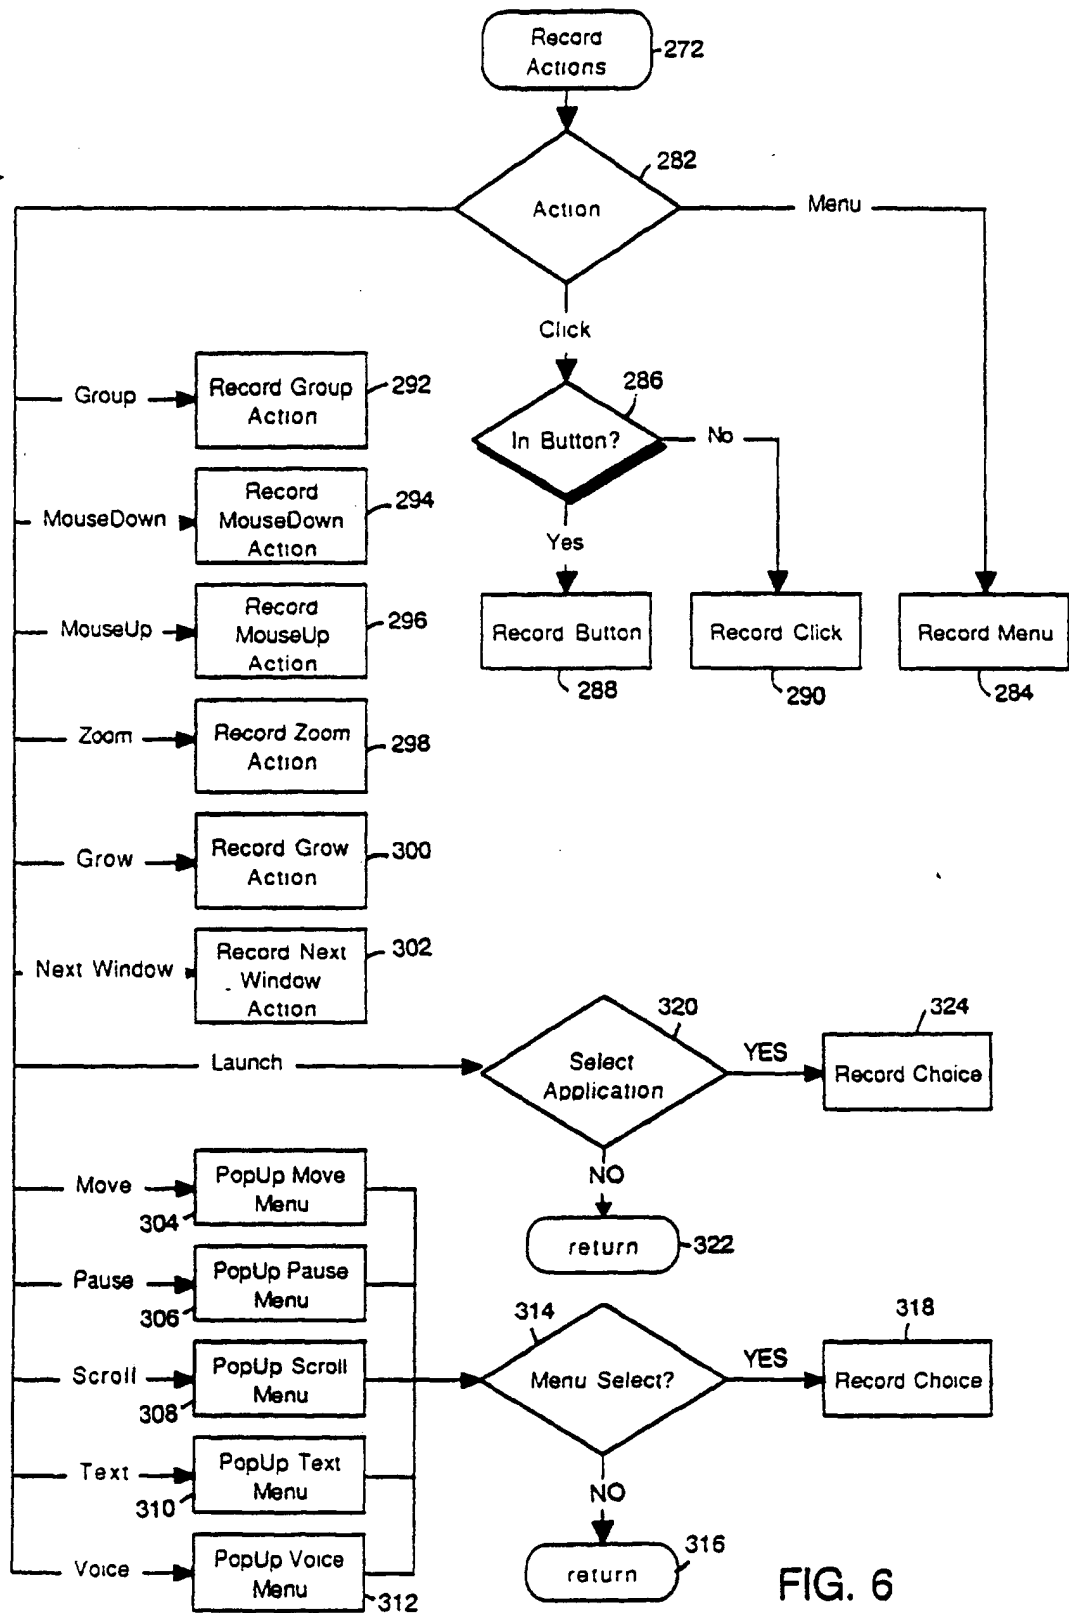 Record
Actions
272
282
Action
Menu
Click
286
In Button?
No
Yes
Record Button
288
Record Click
290
Record Menu
284
Group
Record Group
Action
292
MouseDown
Record
MouseDown
Action
294
MouseUp
Record
MouseUp
Action
296
Zoom
Record Zoom
Action
298
Grow
Record Grow
Action
300
Next Window
Record Next
Window
Action
302
Launch
320
Select
Application
YES
324
Record Choice
NO
return
322
Move
PopUp Move
Menu
304
Pause
PopUp Pause
Menu
306
Scroll
PopUp Scroll
Menu
308
Text
PopUp Text
Menu
310
Voice
PopUp Voice
Menu
312
314
Menu Select?
YES
318
Record Choice
NO
return
316
FIG. 6